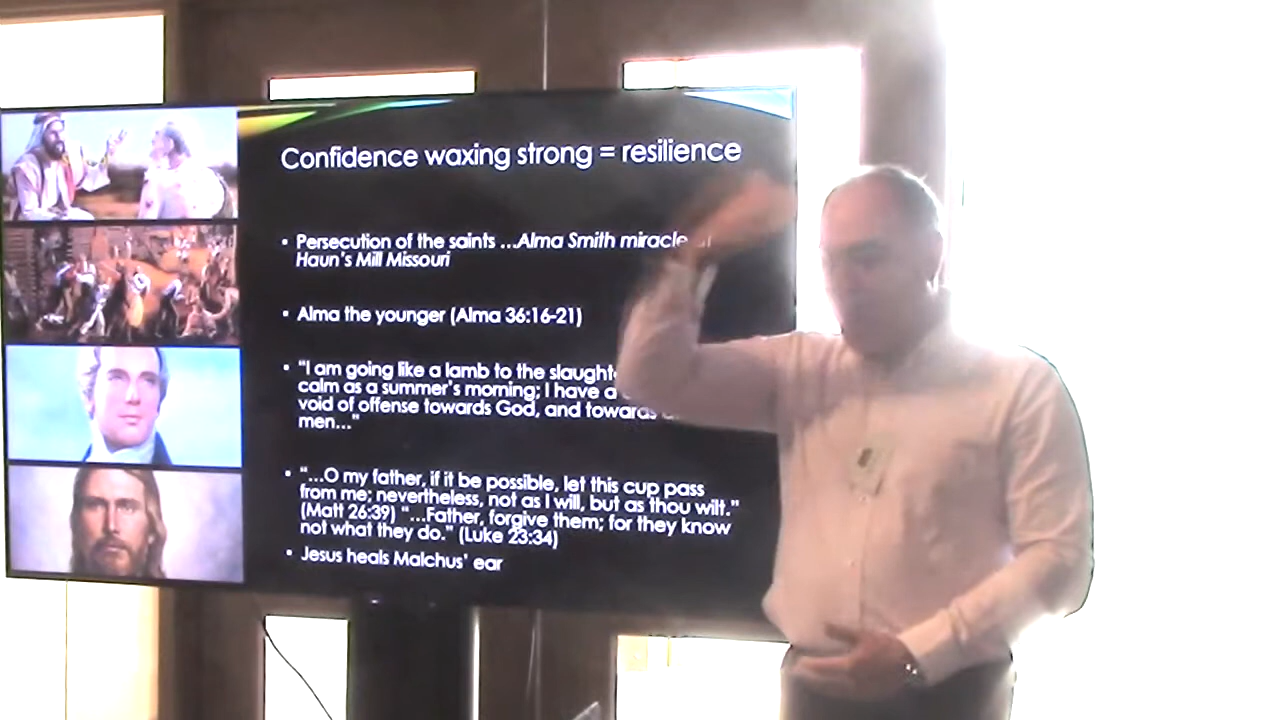 Confidence waxing strong = resilience
• Persecution of the saints ...Alma Smith miracle
Haun's Mill Missouri
• Alma the younger (Alma 36:16-21)
• "I am going like a lamb to the
calm as a summer's morning; I have a
void of offense towards God, and towards
men..."
• "...O my father, if it be possible, let this cup pass
from me; nevertheless, not as I will, but as thou wilt."
(Matt 26:39) "...Father, forgive them; for they know
not what they do." (Luke 23:34)
• Jesus heals Malchus' ear